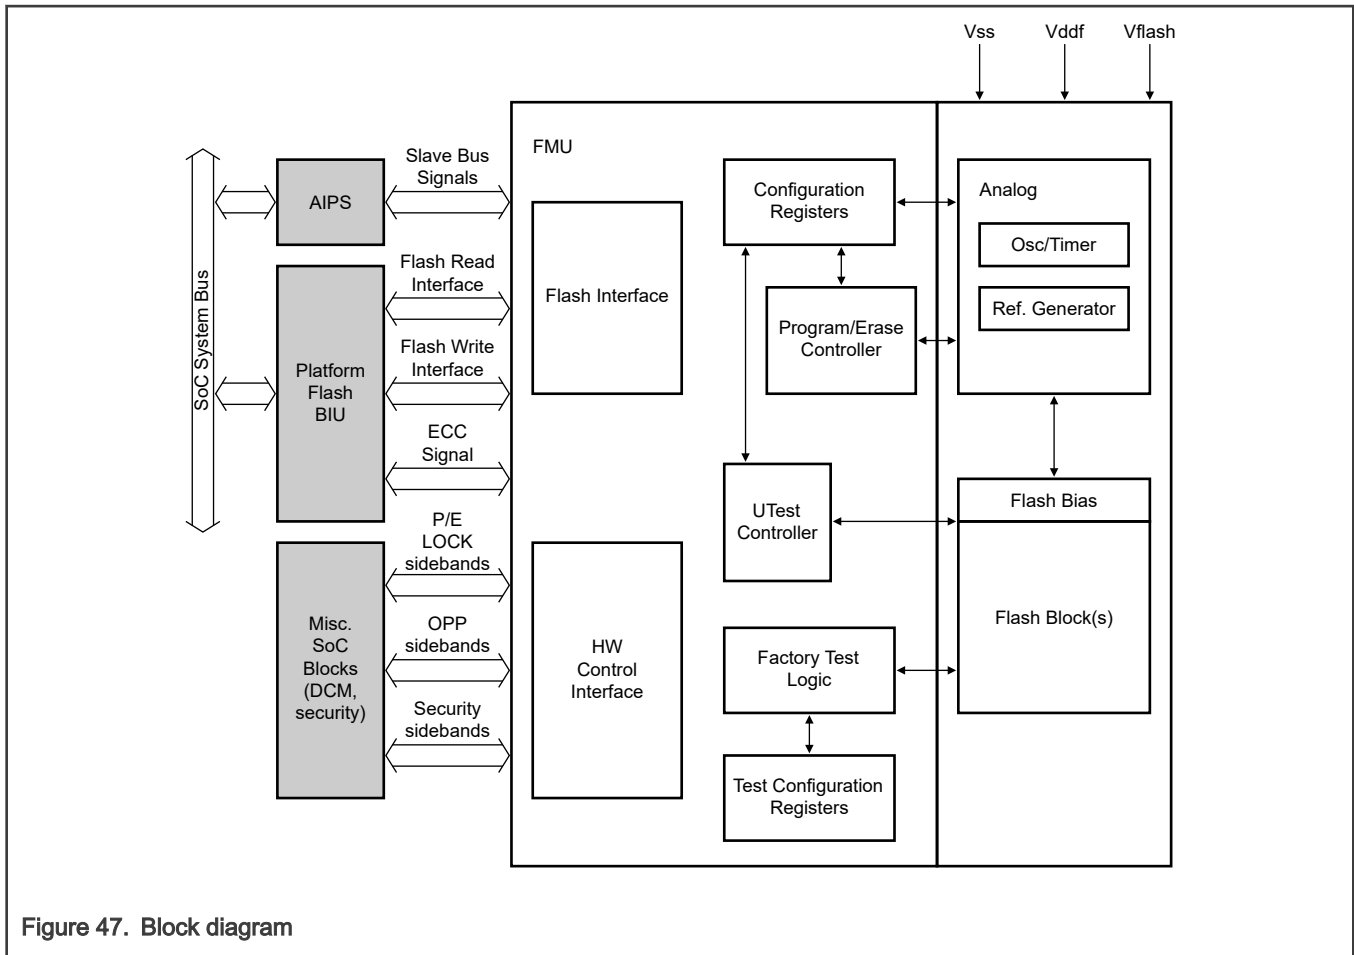 Vss Vddf Vflash
SoC System Bus
AIPS
Slave Bus
Signals
Platform
Flash
BIU
Flash Read
Interface
Flash Write
Interface
ECC
Signal
Misc.
SoC
Blocks
(DCM,
security)
P/E
LOCK
sidebands
OPP
sidebands
Security
sidebands
FMU
Flash Interface
HW
Control
Interface
Configuration
Registers
Program/Erase
Controller
UTest
Controller
Factory Test
Logic
Test Configuration
Registers
Analog
Osc/Timer
Ref. Generator
Flash Bias
Flash Block(s)
Figure 47. Block diagram